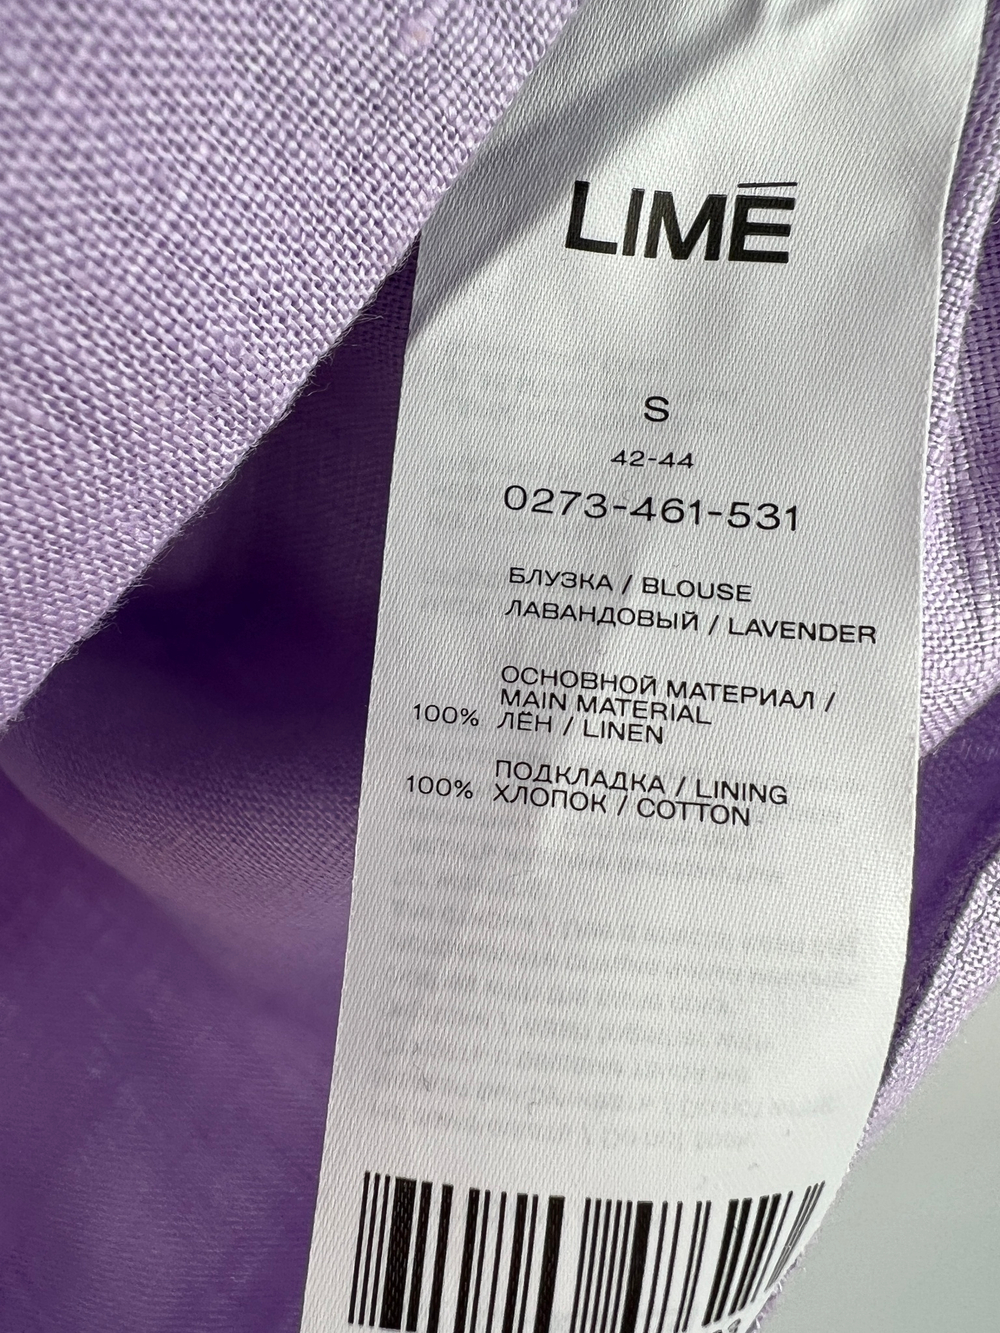 LIMĒ
S
42-44
0273-461-531
БЛУЗКА / BLOUSE
ЛАВАНДОВЫЙ / LAVENDER
ОСНОВНОЙ МАТЕРИАЛ /
MAIN MATERIAL
100% ЛЁН / LINEN
ПОДКЛАДКА / LINING
100% ХЛОПОК / COTTON